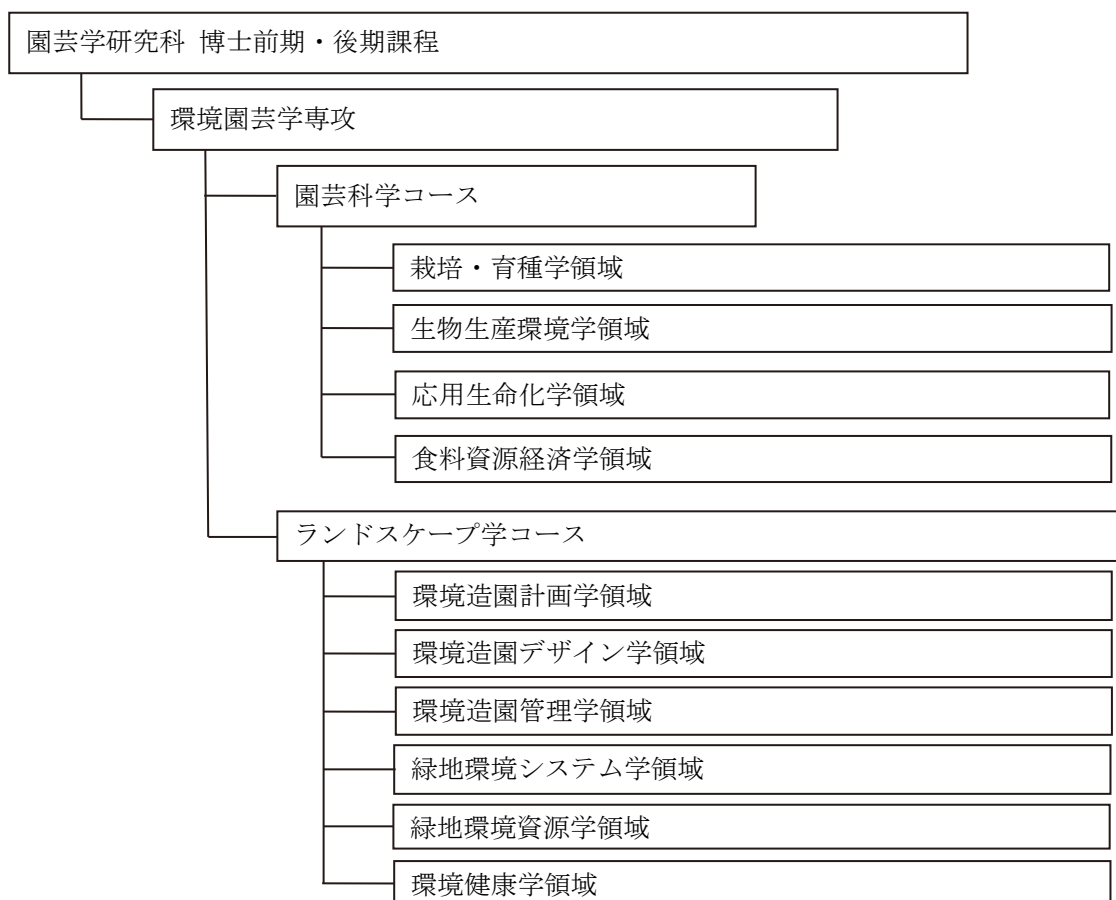 園芸学研究科 博士前期・後期課程
環境園芸学専攻
園芸科学コース
栽培・育種学領域
生物生産環境学領域
応用生命化学領域
食料資源経済学領域
ランドスケープ学コース
環境造園計画学領域
環境造園デザイン学領域
環境造園管理学領域
緑地環境システム学領域
緑地環境資源学領域
環境健康学領域